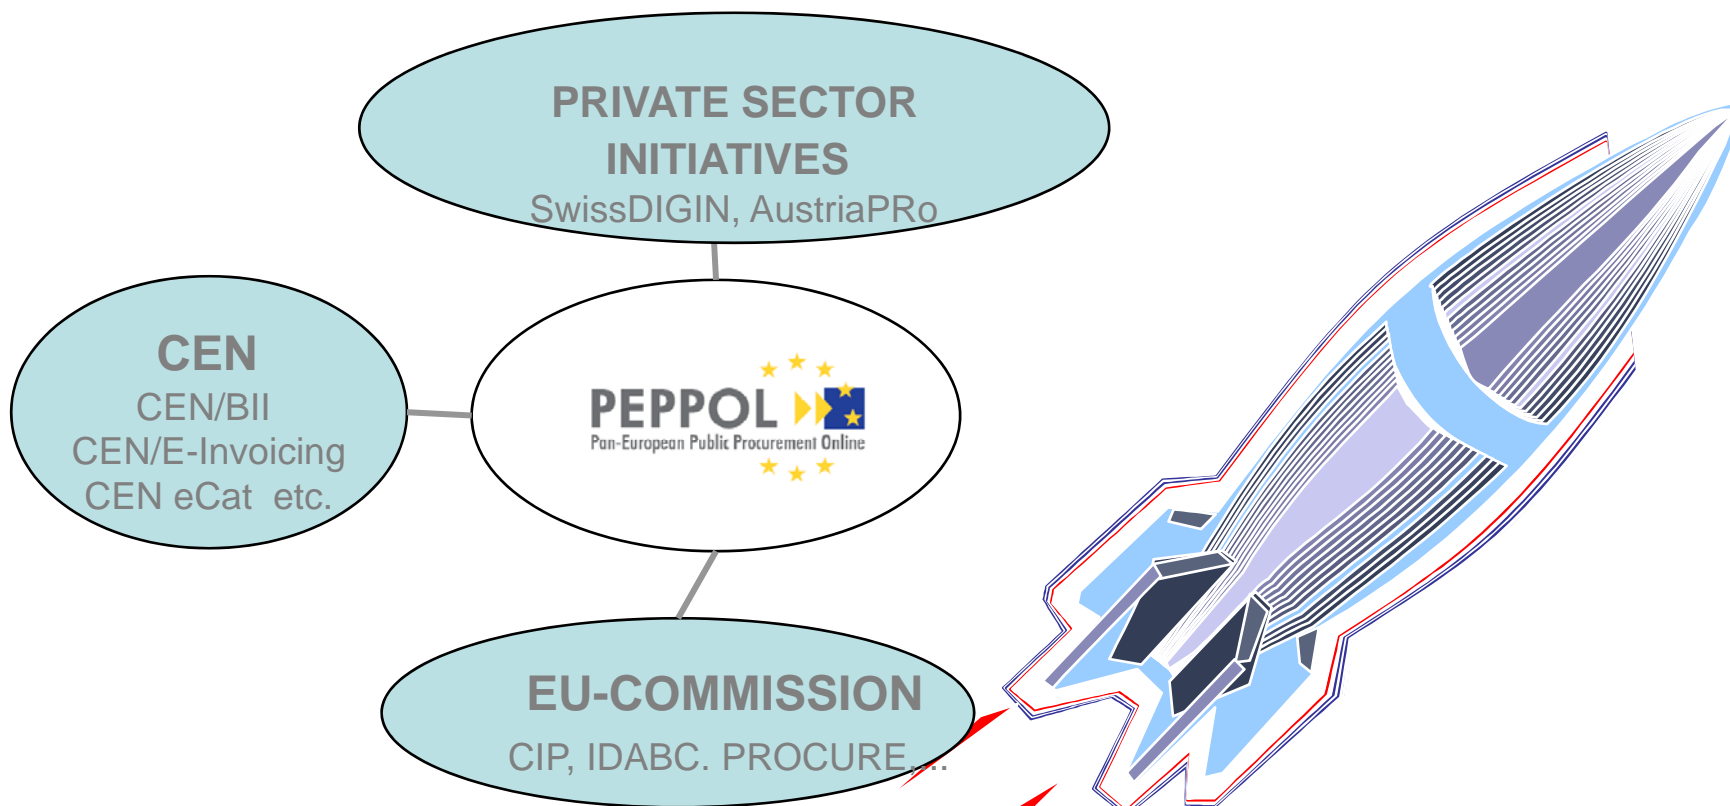 PRIVATE SECTOR
INITIATIVES
SwissDIGIN, AustriaPRo
CEN
CEN/BII
CEN/E-Invoicing
CEN eCat etc.
PEPPOL
Pan-European Public Procurement Online
EU-COMMISSION
CIP, IDABC. PROCURE,...